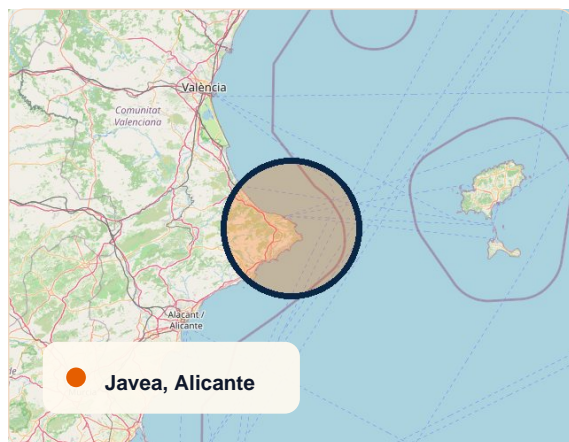 València
Comunitat
Valenciana
Alacant /
Alicante
Javea, Alicante